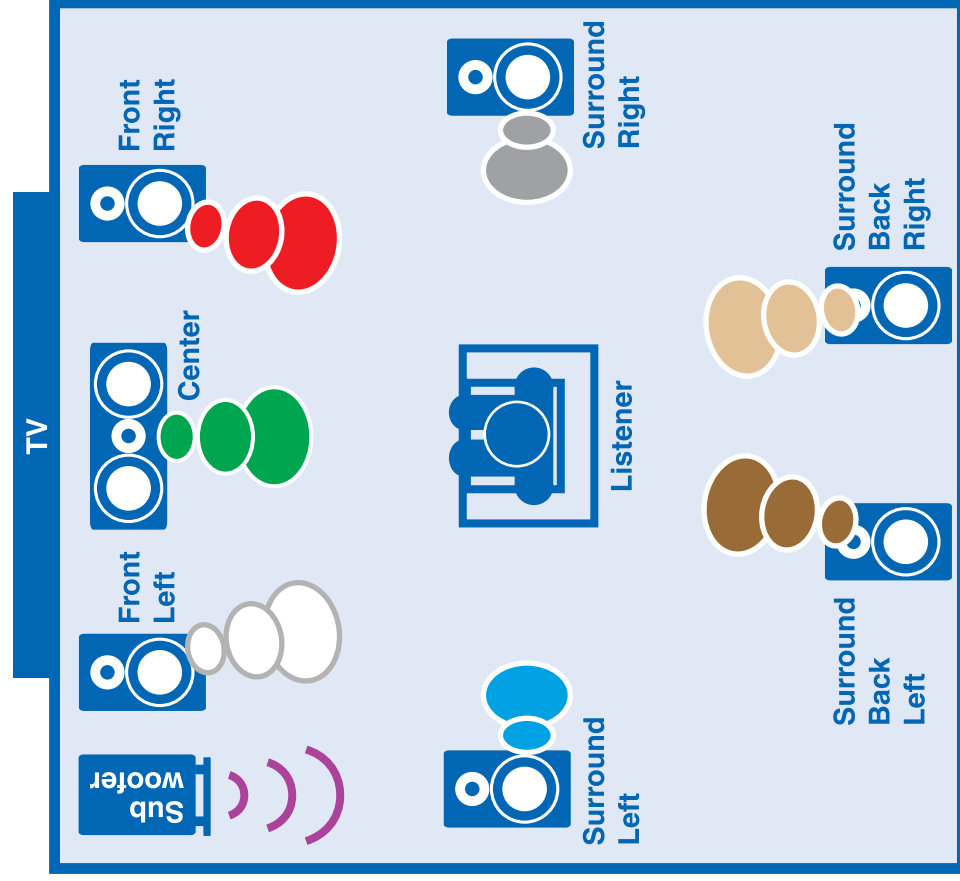 TV
Sub
woofer
Front
Left
Center
Front
Right
Surround
Left
Listener
Surround
Right
Surround
Back
Left
Surround
Back
Right